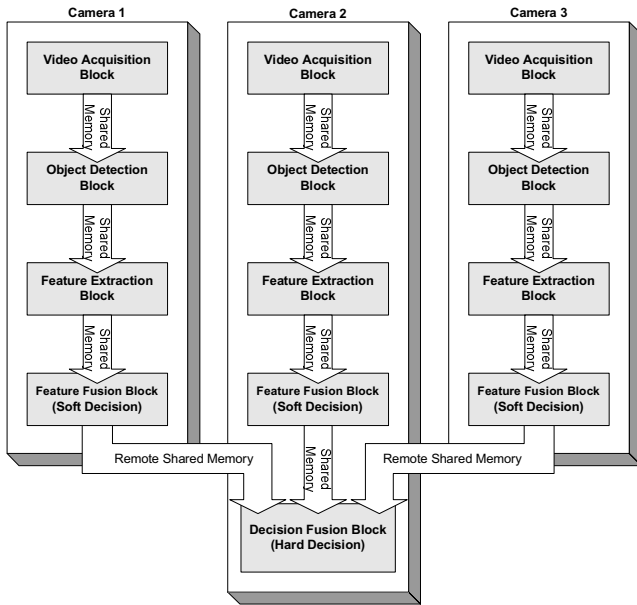 Camera 1
Camera 2
Camera 3
Video Acquisition
Block
Video Acquisition
Block
Video Acquisition
Block
Shared
Memory
Shared
Memory
Shared
Memory
Object Detection
Block
Object Detection
Block
Object Detection
Block
Shared
Memory
Shared
Memory
Shared
Memory
Feature Extraction
Block
Feature Extraction
Block
Feature Extraction
Block
Shared
Memory
Shared
Memory
Shared
Memory
Feature Fusion Block
(Soft Decision)
Feature Fusion Block
(Soft Decision)
Feature Fusion Block
(Soft Decision)
Remote Shared Memory
Shared
Memory
Remote Shared Memory
Decision Fusion Block
(Hard Decision)